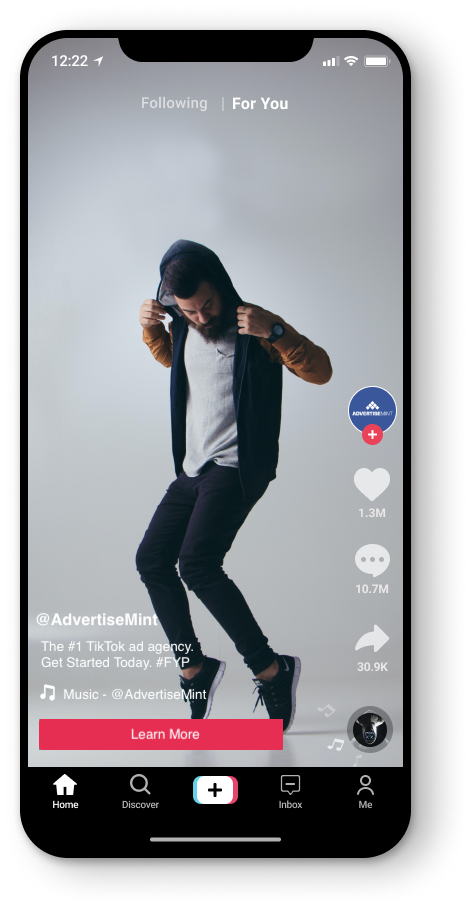 12:22
Following | For You
ADVERTISEMINT
1.3M
10.7M
30.9K
@AdvertiseMint
The #1 TikTok ad agency.
Get Started Today. #FYP
Music - @AdvertiseMint
Learn More
Home Discover Inbox Me